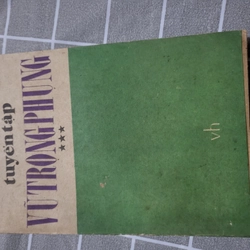 tuyển tập
VŨ TRỌNG PHỤNG
***
vh